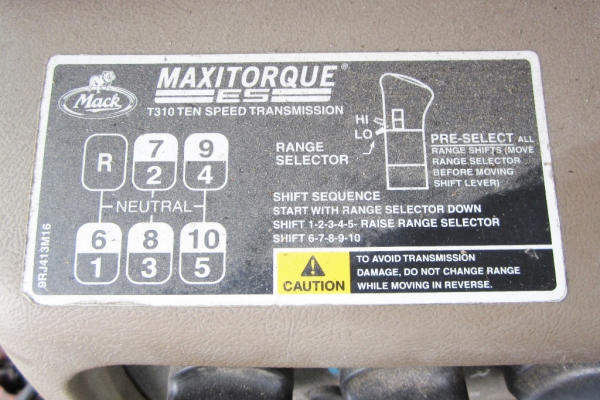 Mack
MAXITORQUE®
ES
T310 TEN SPEED TRANSMISSION
R 7 9
2 4
NEUTRAL
6 8 10
1 3 5
9RJ413M16
HI
LO
RANGE
SELECTOR
PRE-SELECT ALL
RANGE SHIFTS (MOVE
RANGE SELECTOR
BEFORE MOVING
SHIFT LEVER)
SHIFT SEQUENCE
START WITH RANGE SELECTOR DOWN
SHIFT 1-2-3-4-5- RAISE RANGE SELECTOR
SHIFT 6-7-8-9-10
CAUTION
TO AVOID TRANSMISSION
DAMAGE, DO NOT CHANGE RANGE
WHILE MOVING IN REVERSE.